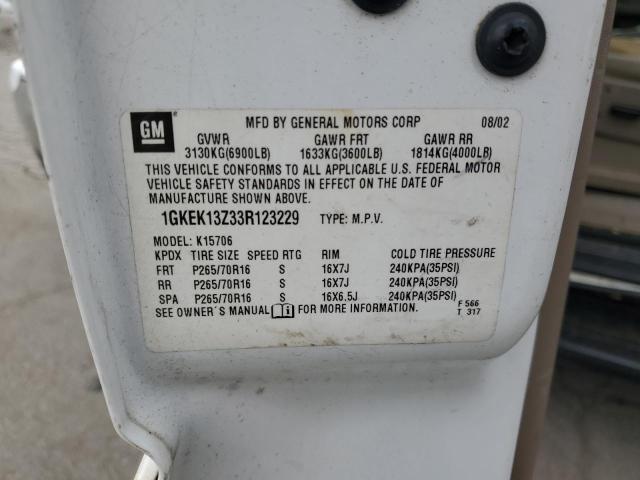 GM MFD BY GENERAL MOTORS CORP 08/02
GVWR GAWR FRT GAWR RR
3130KG(6900LB) 1633KG(3600LB) 1814KG(4000LB)
THIS VEHICLE CONFORMS TO ALL APPLICABLE U.S. FEDERAL MOTOR
VEHICLE SAFETY STANDARDS IN EFFECT ON THE DATE OF
MANUFACTURE SHOWN ABOVE.
1GKEK13Z33R123229 TYPE: M.P.V.
MODEL: K15706
KPDX TIRE SIZE SPEED RTG RIM COLD TIRE PRESSURE
FRT P265/70R16 S 16X7J 240KPA(35PSI)
RR P265/70R16 S 16X7J 240KPA(35PSI)
SPA P265/70R16 S 16X6.5J 240KPA(35PSI)
SEE OWNER'S MANUAL FOR MORE INFORMATION.
F 566
T 317